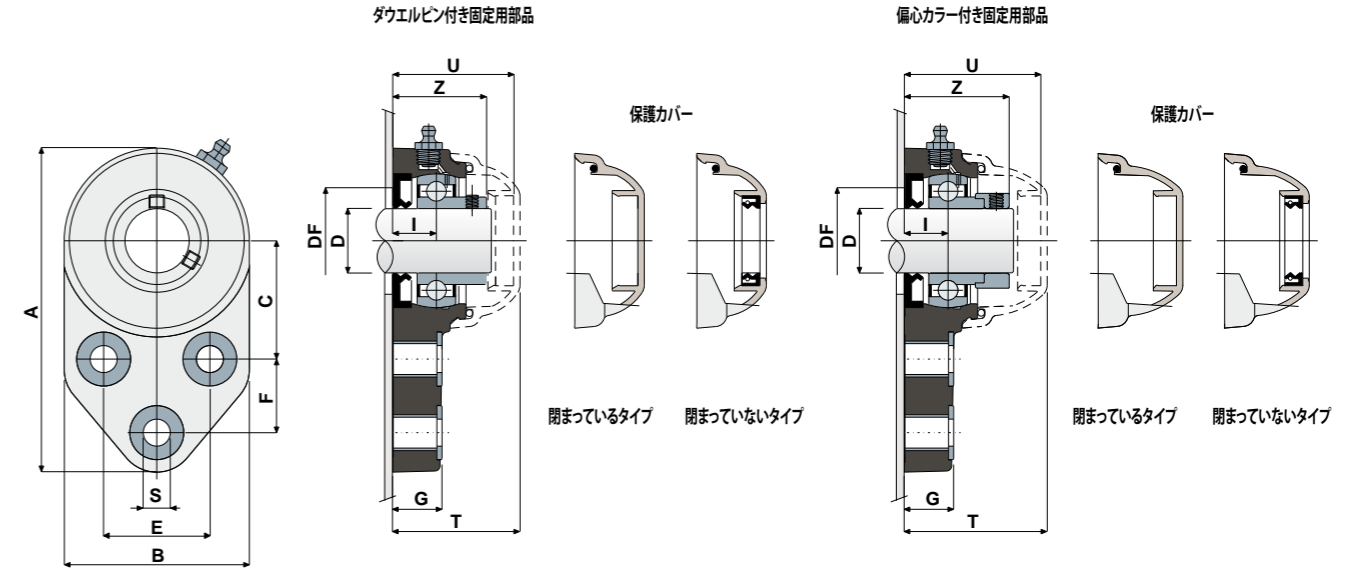 ダウエルピン付き固定用部品
偏心カラー付き固定用部品
U
Z
保護カバー
U
Z
保護カバー
A
C
F
S
E
B
DF
D
I
G
T
閉まっているタイプ
閉まっていないタイプ
DF
D
I
G
T
閉まっているタイプ
閉まっていないタイプ